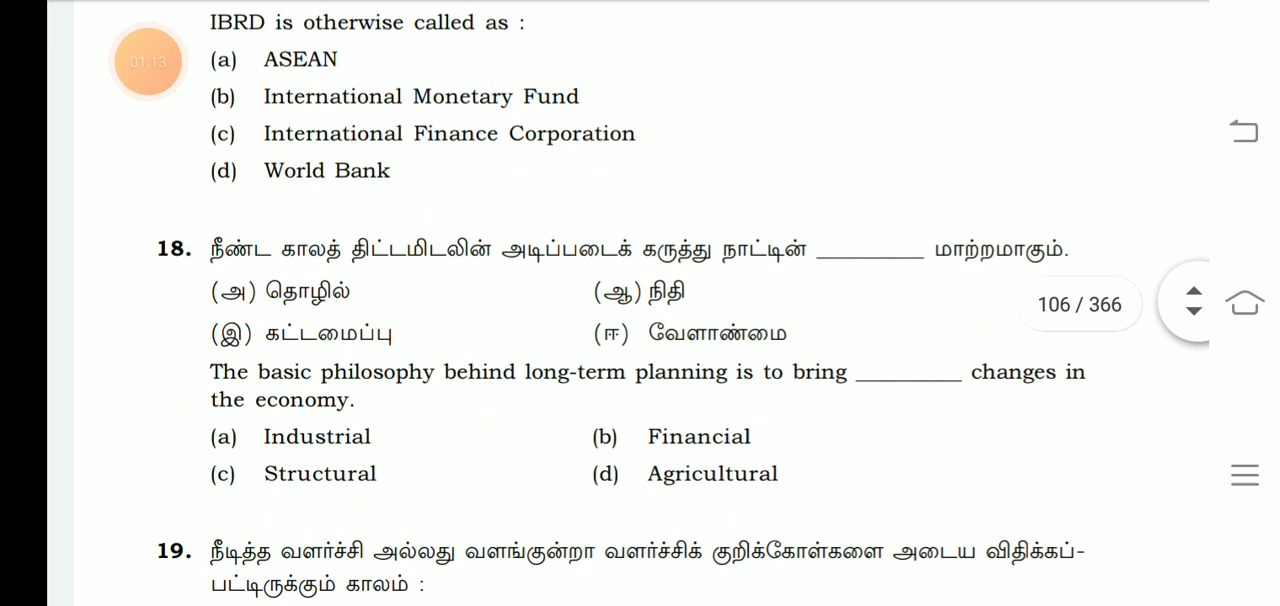 IBRD is otherwise called as :
01:13
(a) ASEAN
(b) International Monetary Fund
(c) International Finance Corporation
(d) World Bank
18. நீண்ட காலத் திட்டமிடலின் அடிப்படைக் கருத்து நாட்டின் __________ மாற்றமாகும்.
(அ) தொழில் (ஆ) நிதி
106 / 366
(இ) கட்டமைப்பு (ஈ) வேளாண்மை
The basic philosophy behind long-term planning is to bring __________ changes in
the economy.
(a) Industrial (b) Financial
(c) Structural (d) Agricultural
19. நீடித்த வளர்ச்சி அல்லது வளங்குன்றா வளர்ச்சிக் குறிக்கோள்களை அடைய விதிக்கப்-
பட்டிருக்கும் காலம் :